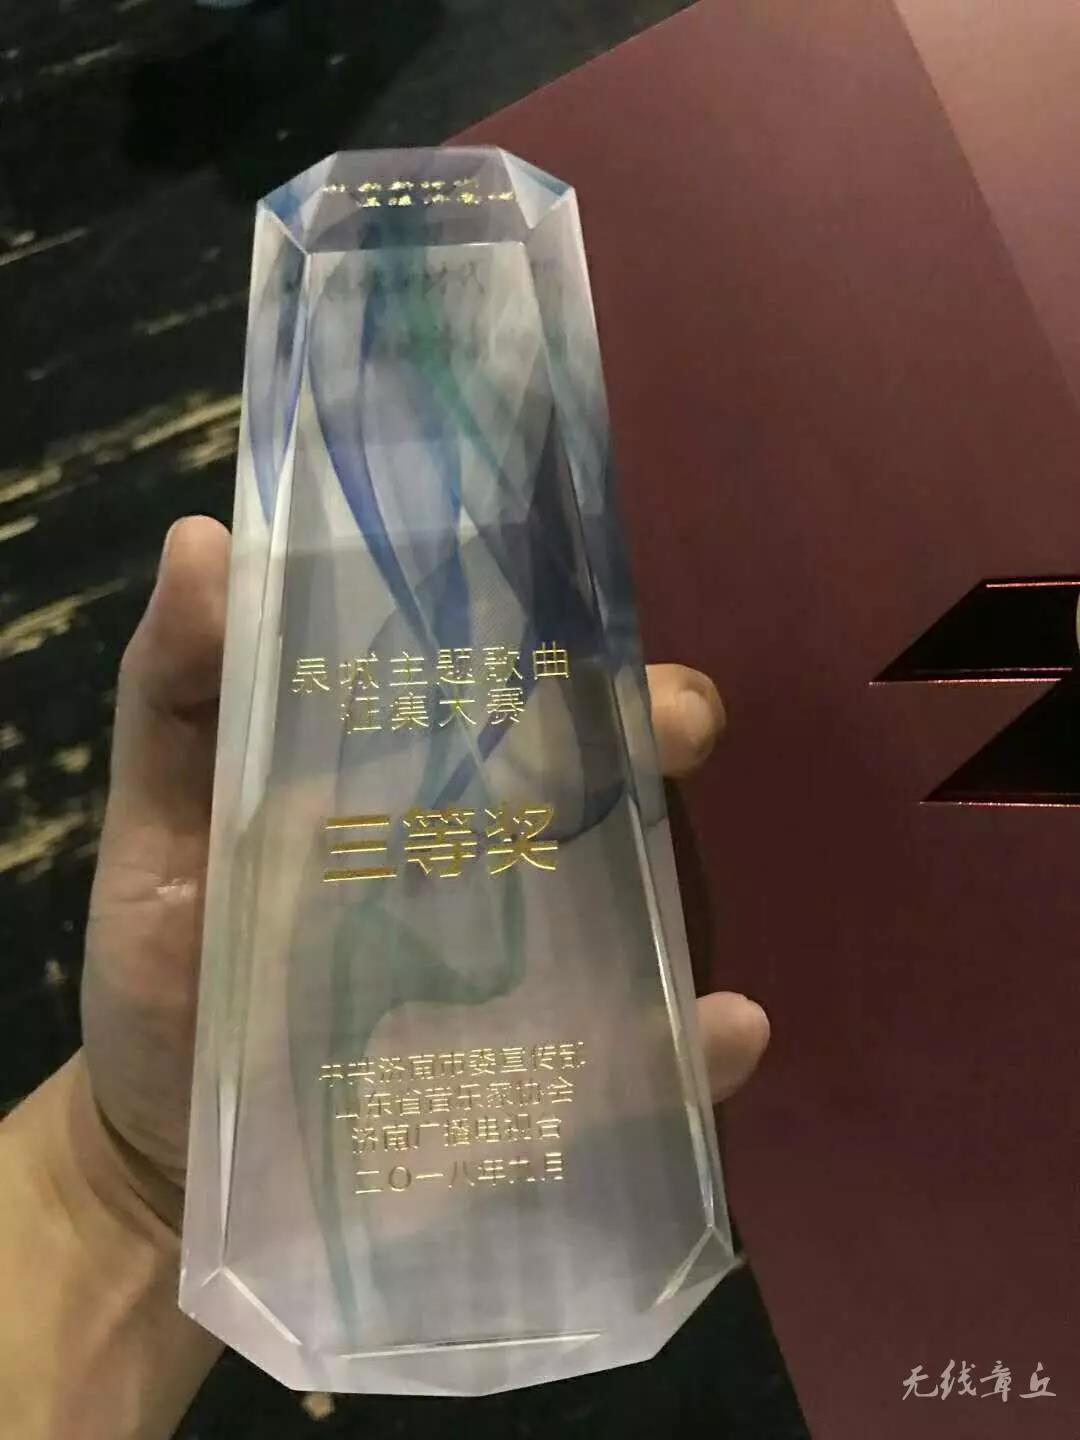 泉城主题歌曲
征集大赛
三等奖
中共济南市委宣传部
山东省音乐家协会
济南广播电视台
二〇一八年九月
无线章丘